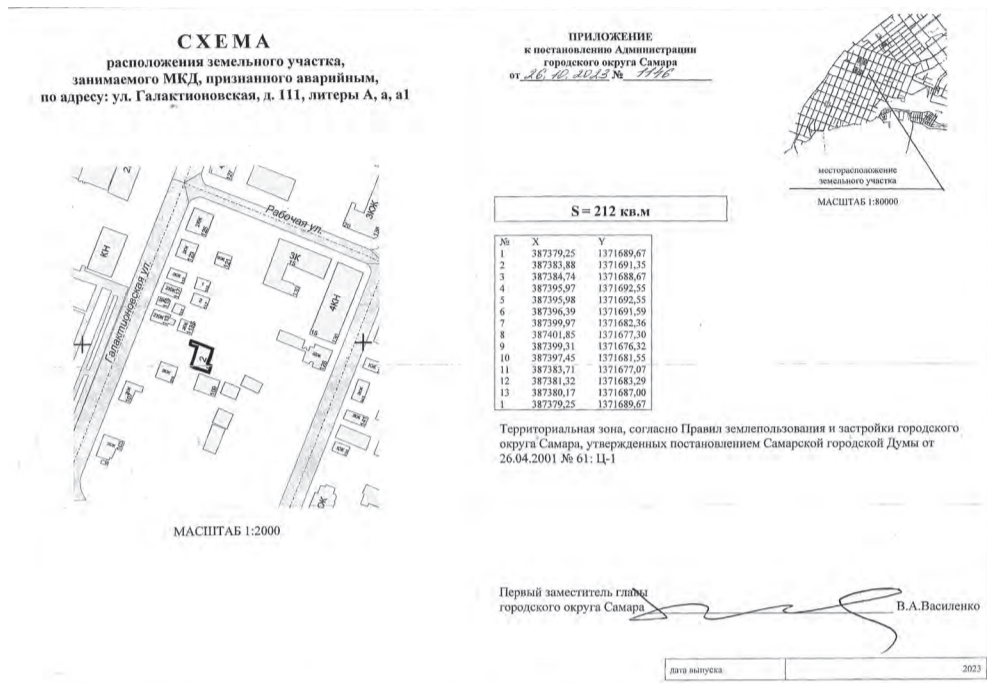 СХЕМА
расположения земельного участка,
занимаемого МКД, признанного аварийным,
по адресу: ул. Галактионовская, д. 111, литеры А, а, а1
Рабочая ул.
Галактионовская ул.
КН
3К
4КН
3ЮК
2
МАСШТАБ 1:2000
ПРИЛОЖЕНИЕ
к постановлению Администрации
городского округа Самара
от 26.10.2023 № 1146
месторасположение
земельного участка
МАСШТАБ 1:80000
S = 212 кв.м
№ X Y
1 387379,25 1371689,67
2 387383,88 1371691,35
3 387384,74 1371688,67
4 387395,97 1371692,55
5 387395,98 1371692,55
6 387396,39 1371691,59
7 387399,97 1371682,36
8 387401,85 1371677,30
9 387399,31 1371676,32
10 387397,45 1371681,55
11 387383,71 1371677,07
12 387381,32 1371683,29
13 387380,17 1371687,00
1 387379,25 1371689,67
Территориальная зона, согласно Правил землепользования и застройки городского
округа Самара, утвержденных постановлением Самарской городской Думы от
26.04.2001 № 61: Ц-1
Первый заместитель главы
городского округа Самара
В.А.Василенко
дата выпуска 2023